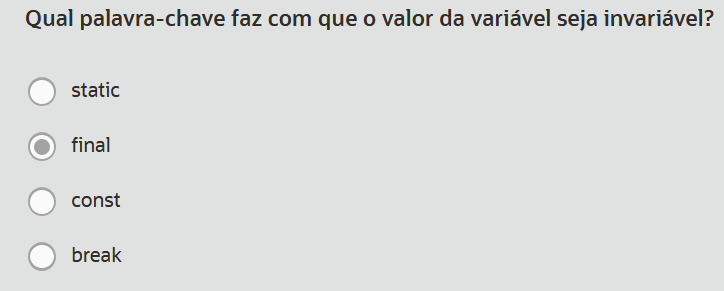 Qual palavra-chave faz com que o valor da variável seja invariável?
static
final
const
break